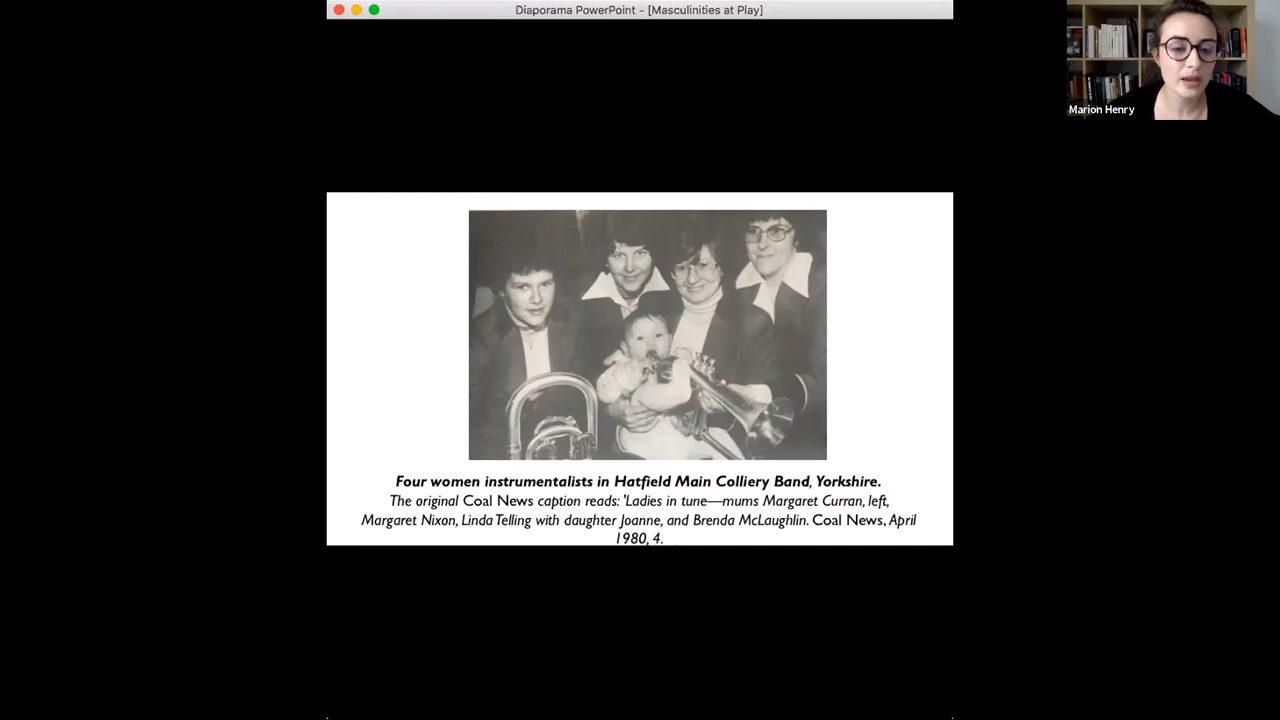 Diaporama PowerPoint - [Masculinities at Play]
Marion Henry
Four women instrumentalists in Hatfield Main Colliery Band, Yorkshire.
The original Coal News caption reads: 'Ladies in tune—mums Margaret Curran, left,
Margaret Nixon, Linda Telling with daughter Joanne, and Brenda McLaughlin. Coal News, April
1980, 4.